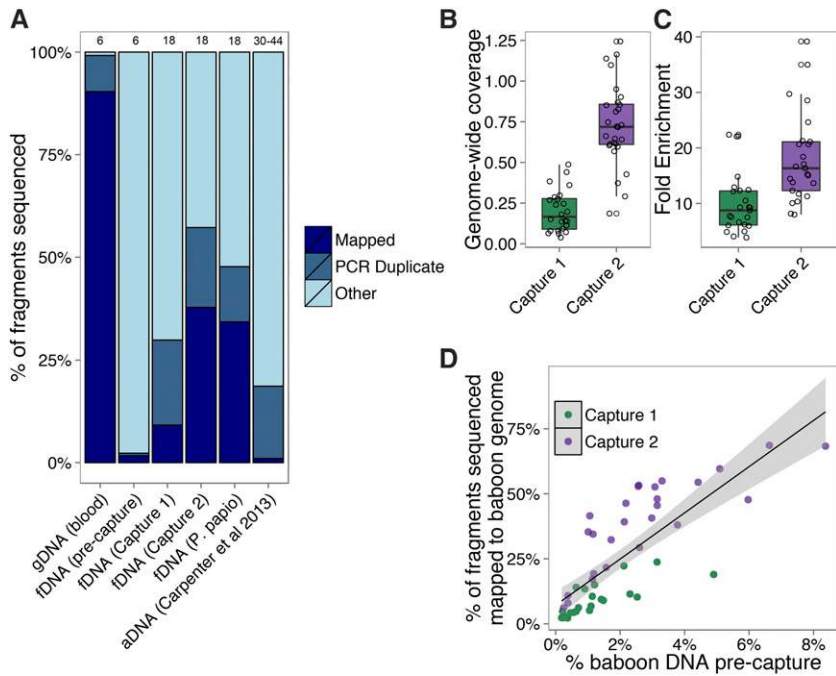 A
6 6 18 18 18 30-44
100%
75%
50%
25%
0%
% of fragments sequenced
gDNA (blood)
fDNA (pre-capture)
fDNA (Capture 1)
fDNA (Capture 2)
fDNA (P. papio)
aDNA (Carpenter et al 2013)
Mapped
PCR Duplicate
Other
B
Genome-wide coverage
1.25
1.00
0.75
0.50
0.25
0.00
Capture 1
Capture 2
C
Fold Enrichment
40
30
20
10
Capture 1
Capture 2
D
% of fragments sequenced
mapped to baboon genome
75%
50%
25%
0%
Capture 1
Capture 2
0% 2% 4% 6% 8%
% baboon DNA pre-capture